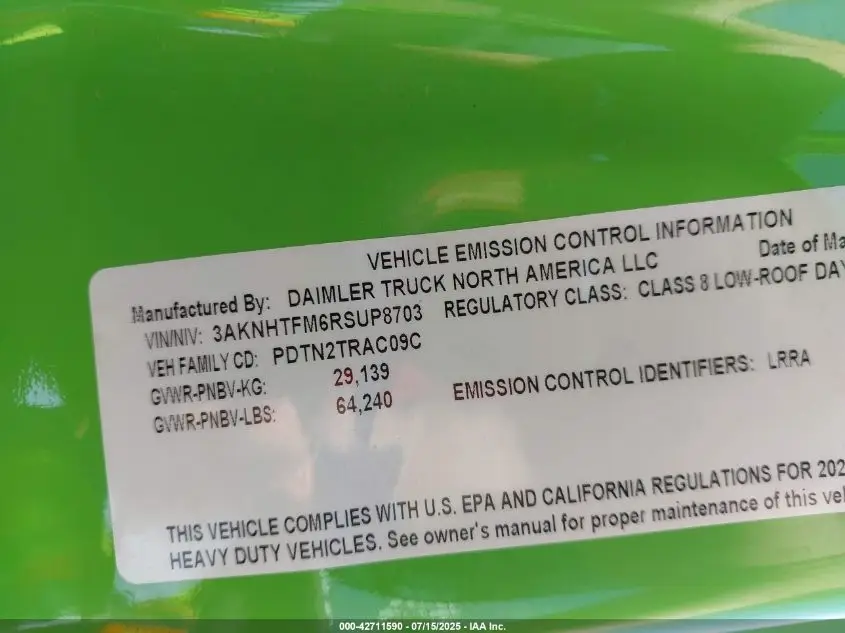 VEHICLE EMISSION CONTROL INFORMATION
Manufactured By: DAIMLER TRUCK NORTH AMERICA LLC Date of Ma
VIN/NIV: 3AKNHTFM6RSUP8703 REGULATORY CLASS: CLASS 8 LOW-ROOF DAY
VEH FAMILY CD: PDTN2TRAC09C
GVWR-PNBV-KG: 29,139
GVWR-PNBV-LBS: 64,240 EMISSION CONTROL IDENTIFIERS: LRRA
THIS VEHICLE COMPLIES WITH U.S. EPA AND CALIFORNIA REGULATIONS FOR 202
HEAVY DUTY VEHICLES. See owner's manual for proper maintenance of this veh
000-42711590 - 07/15/2025 - IAA Inc.